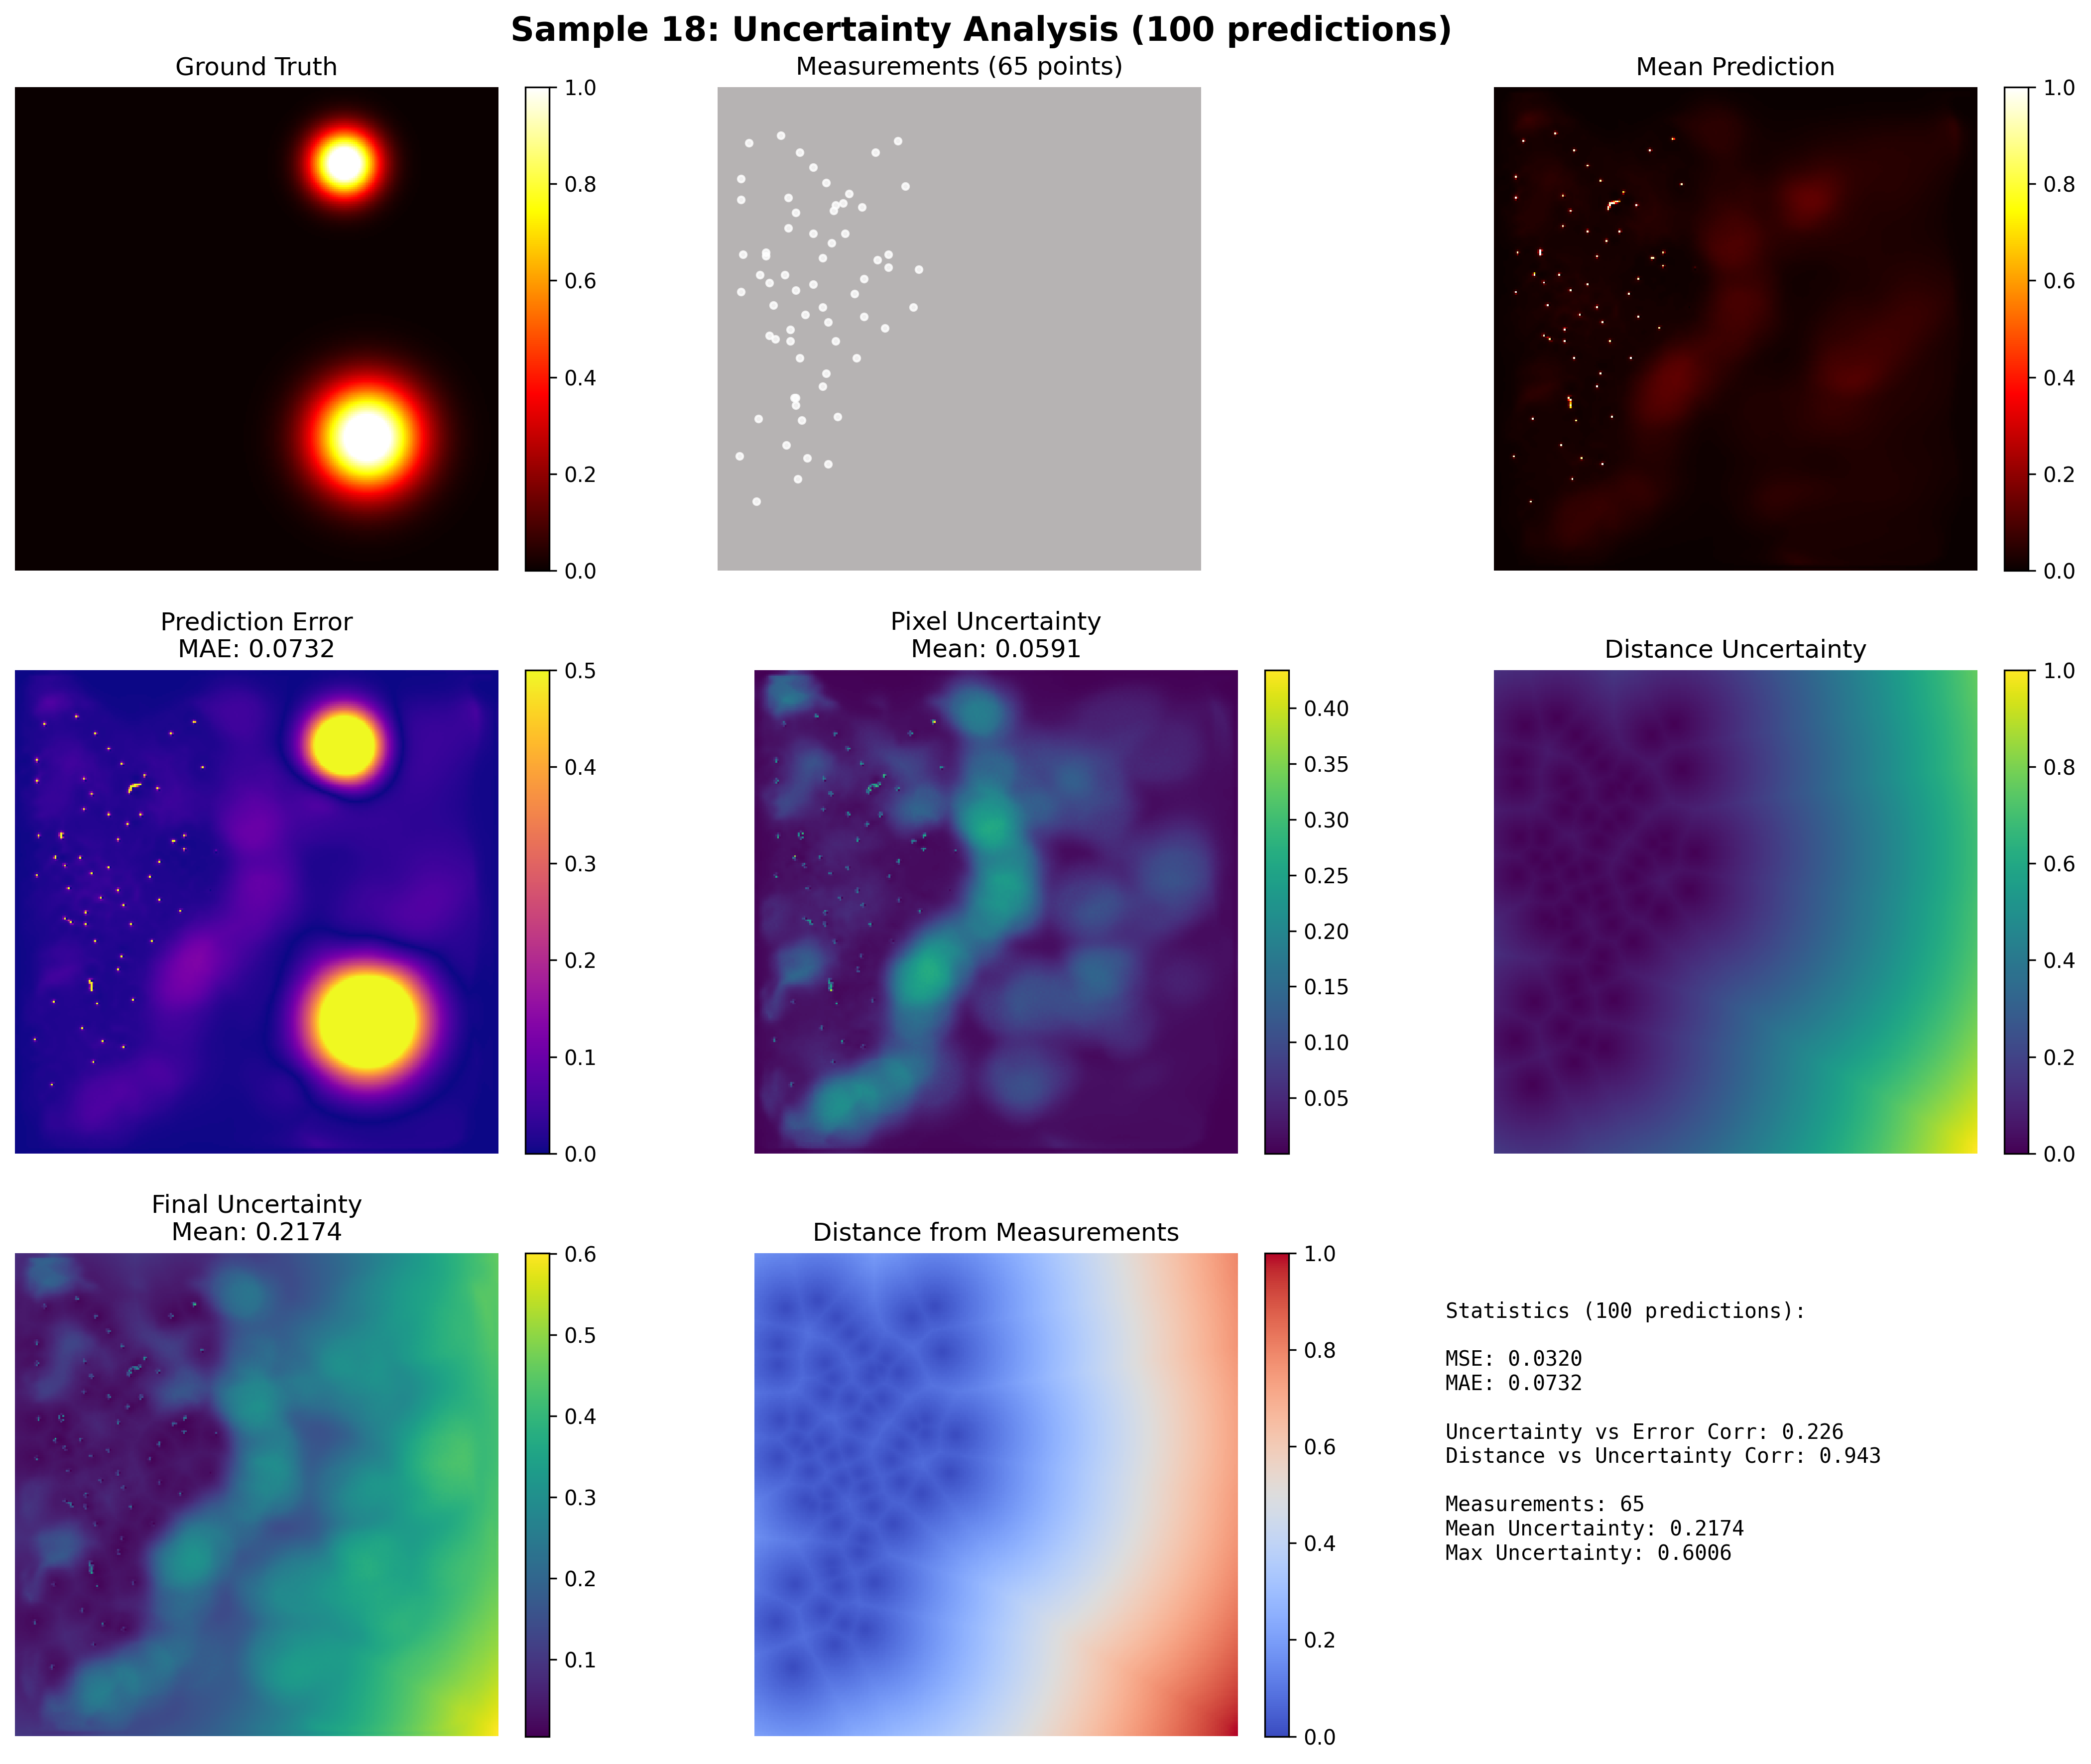 Sample 18: Uncertainty Analysis (100 predictions)
Ground Truth
1.0
0.8
0.6
0.4
0.2
0.0
Measurements (65 points)
Mean Prediction
1.0
0.8
0.6
0.4
0.2
0.0
Prediction Error
MAE: 0.0732
0.5
0.4
0.3
0.2
0.1
0.0
Pixel Uncertainty
Mean: 0.0591
0.40
0.35
0.30
0.25
0.20
0.15
0.10
0.05
Distance Uncertainty
1.0
0.8
0.6
0.4
0.2
0.0
Final Uncertainty
Mean: 0.2174
0.6
0.5
0.4
0.3
0.2
0.1
Distance from Measurements
1.0
0.8
0.6
0.4
0.2
0.0
Statistics (100 predictions):
MSE: 0.0320
MAE: 0.0732
Uncertainty vs Error Corr: 0.226
Distance vs Uncertainty Corr: 0.943
Measurements: 65
Mean Uncertainty: 0.2174
Max Uncertainty: 0.6006